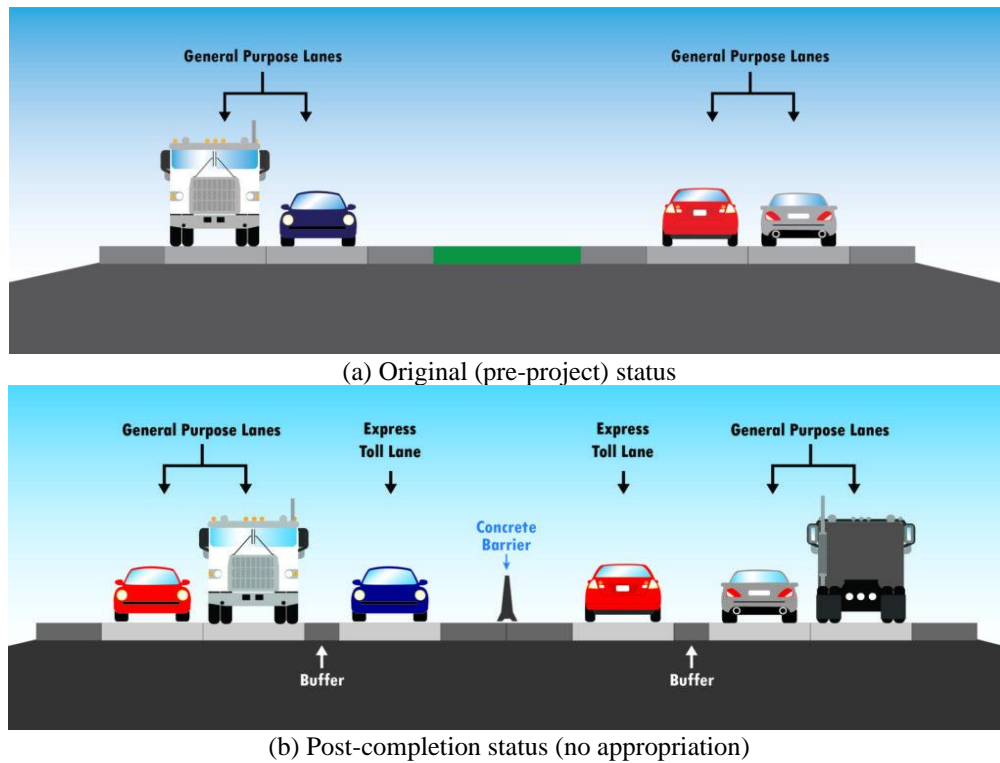 General Purpose Lanes
General Purpose Lanes
(a) Original (pre-project) status
General Purpose Lanes
Express
Toll Lane
Express
Toll Lane
General Purpose Lanes
Concrete
Barrier
Buffer
Buffer
(b) Post-completion status (no appropriation)